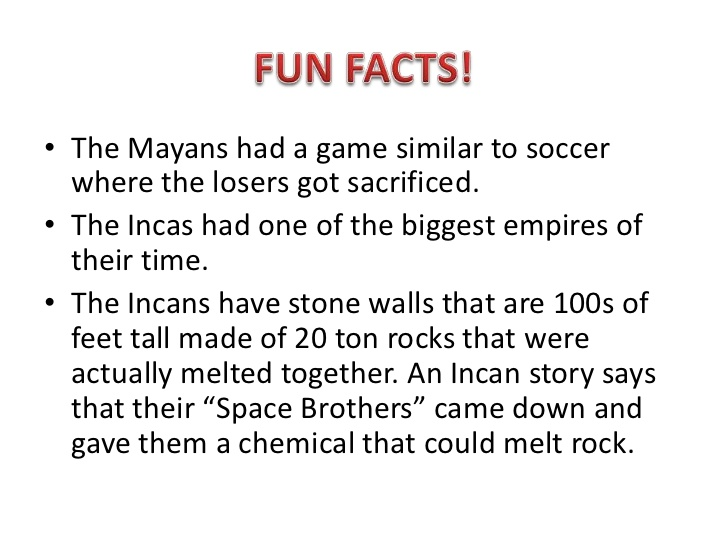 FUN FACTS!
• The Mayans had a game similar to soccer
where the losers got sacrificed.
• The Incas had one of the biggest empires of
their time.
• The Incans have stone walls that are 100s of
feet tall made of 20 ton rocks that were
actually melted together. An Incan story says
that their “Space Brothers” came down and
gave them a chemical that could melt rock.